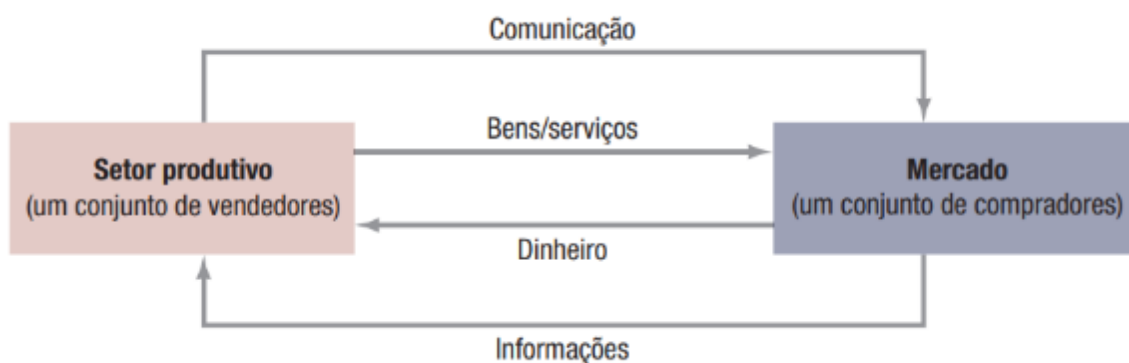 Comunicação
Bens/serviços
Setor produtivo
(um conjunto de vendedores)
Mercado
(um conjunto de compradores)
Dinheiro
Informações